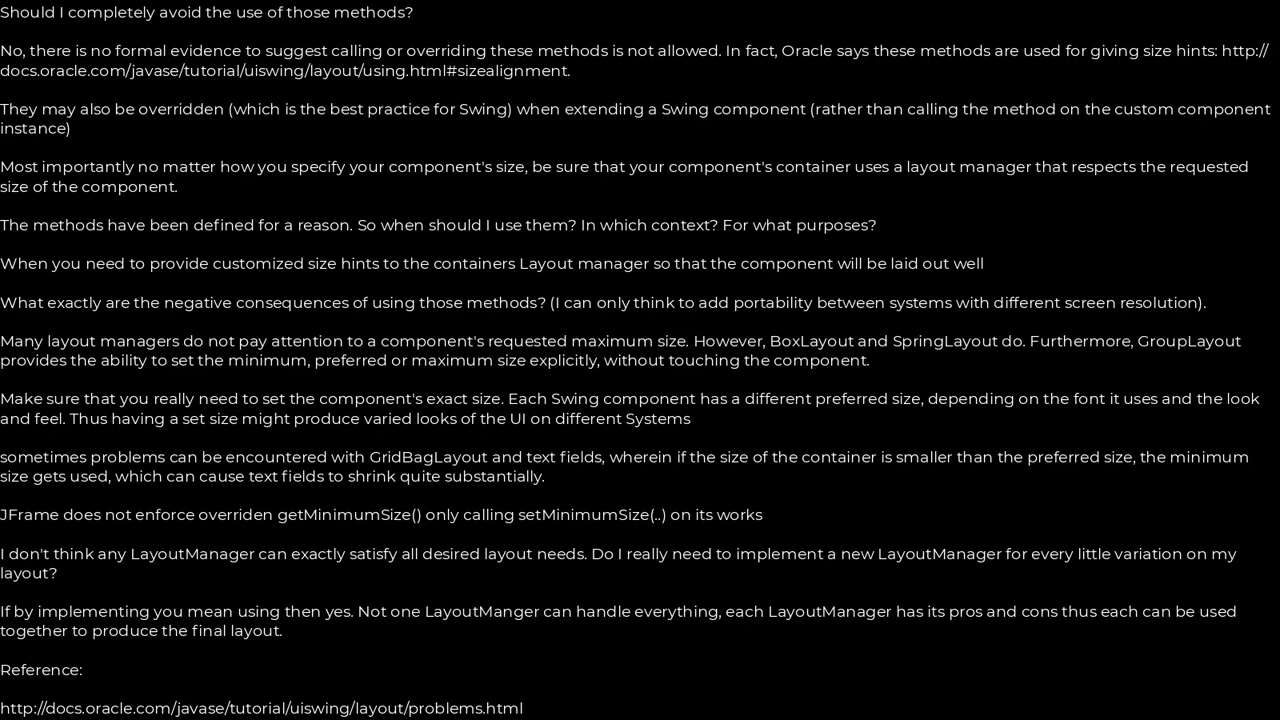 Should I completely avoid the use of those methods?
No, there is no formal evidence to suggest calling or overriding these methods is not allowed. In fact, Oracle says these methods are used for giving size hints: http://
docs.oracle.com/javase/tutorial/uiswing/layout/using.html#sizealignment.
They may also be overridden (which is the best practice for Swing) when extending a Swing component (rather than calling the method on the custom component
instance)
Most importantly no matter how you specify your component's size, be sure that your component's container uses a layout manager that respects the requested
size of the component.
The methods have been defined for a reason. So when should I use them? In which context? For what purposes?
When you need to provide customized size hints to the containers Layout manager so that the component will be laid out well
What exactly are the negative consequences of using those methods? (I can only think to add portability between systems with different screen resolution).
Many layout managers do not pay attention to a component's requested maximum size. However, BoxLayout and SpringLayout do. Furthermore, GroupLayout
provides the ability to set the minimum, preferred or maximum size explicitly, without touching the component.
Make sure that you really need to set the component's exact size. Each Swing component has a different preferred size, depending on the font it uses and the look
and feel. Thus having a set size might produce varied looks of the UI on different Systems
sometimes problems can be encountered with GridBagLayout and text fields, wherein if the size of the container is smaller than the preferred size, the minimum
size gets used, which can cause text fields to shrink quite substantially.
JFrame does not enforce overriden getMinimumSize() only calling setMinimumSize(..) on its works
I don't think any LayoutManager can exactly satisfy all desired layout needs. Do I really need to implement a new LayoutManager for every little variation on my
layout?
If by implementing you mean using then yes. Not one LayoutManger can handle everything, each LayoutManager has its pros and cons thus each can be used
together to produce the final layout.
Reference:
http://docs.oracle.com/javase/tutorial/uiswing/layout/problems.html